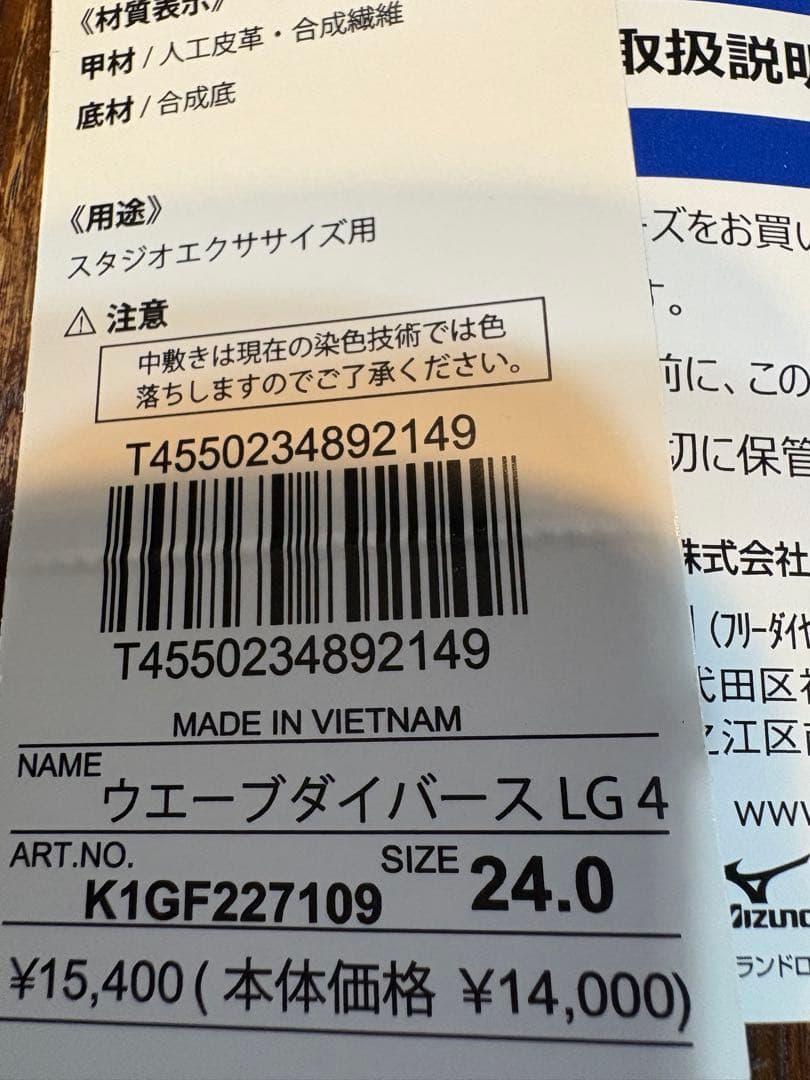 《材質表示》
甲材 / 人工皮革・合成繊維
底材 / 合成底
《用途》
スタジオエクササイズ用
⚠ 注意
中敷きは現在の染色技術では色
落ちしますのでご了承ください。
T4550234892149
T4550234892149
MADE IN VIETNAM
NAME
ウエーブダイバース LG 4
ART.NO.
K1GF227109
SIZE 24.0
¥15,400 ( 本体価格 ¥14,000)
取扱説明
ーズをお買い
す。
前に、この
切に保管
株式会社
(フリーダイヤ
代田区
之江区
www
MIZUNO
ランドロ